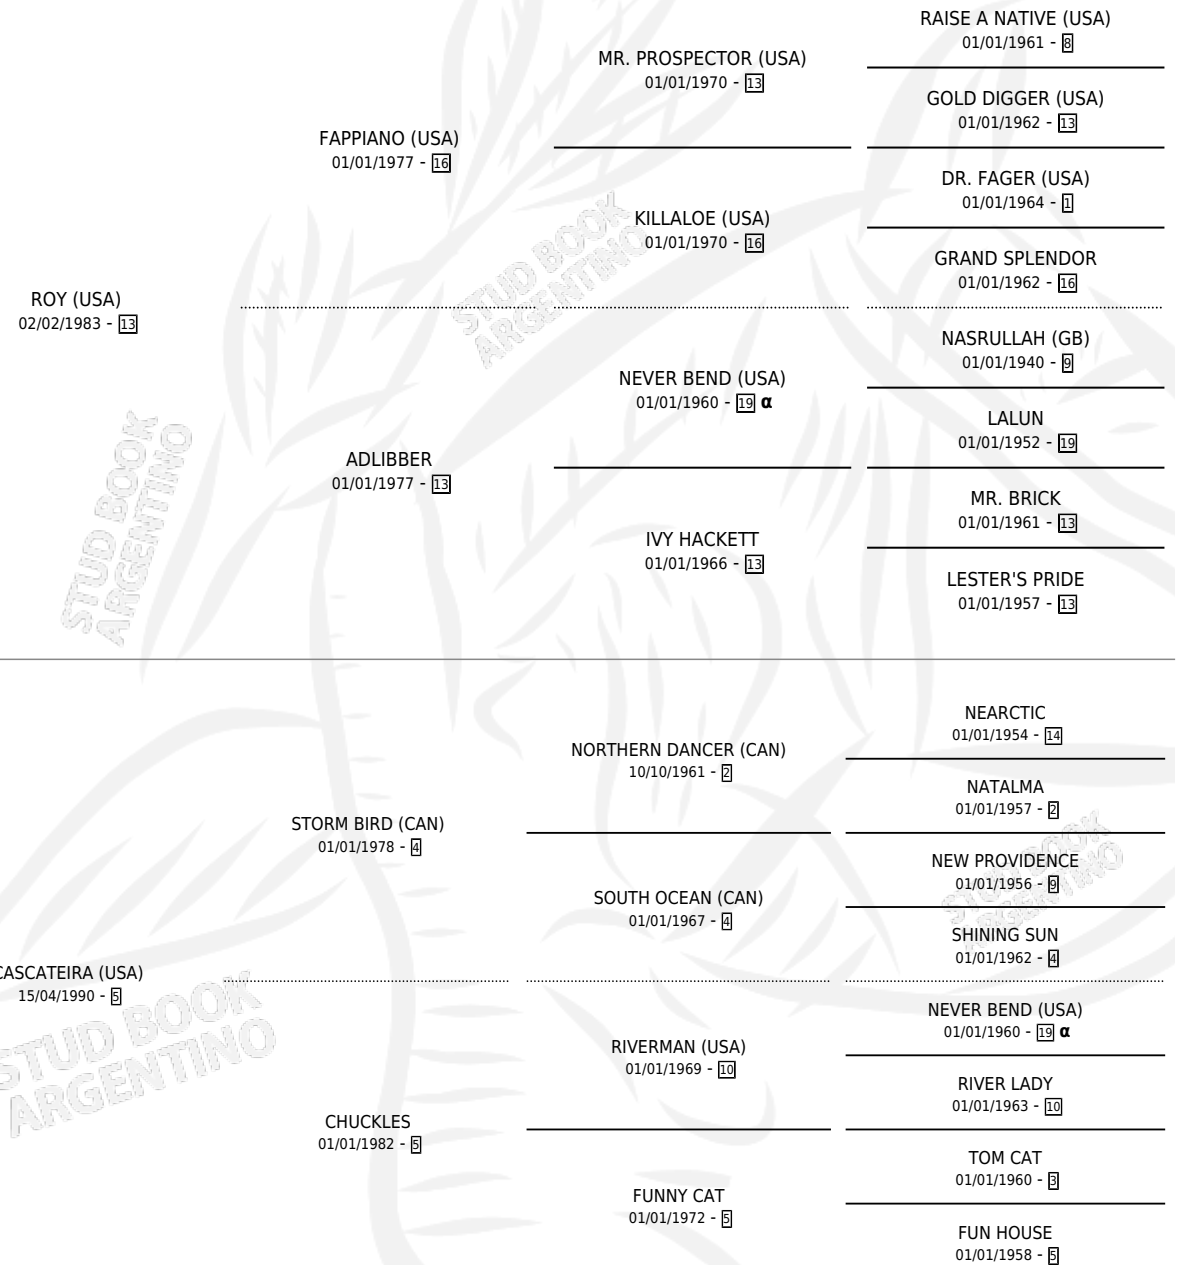 RAISE A NATIVE (USA)
01/01/1961 - 8
MR. PROSPECTOR (USA)
01/01/1970 - 13
GOLD DIGGER (USA)
01/01/1962 - 13
FAPPIANO (USA)
01/01/1977 - 16
DR. FAGER (USA)
01/01/1964 - 1
KILLALOE (USA)
01/01/1970 - 16
GRAND SPLENDOR
01/01/1962 - 16
ROY (USA)
02/02/1983 - 13
NASRULLAH (GB)
01/01/1940 - 9
NEVER BEND (USA)
01/01/1960 - 19 α
LALUN
01/01/1952 - 19
ADLIBBER
01/01/1977 - 13
MR. BRICK
01/01/1961 - 13
IVY HACKETT
01/01/1966 - 13
LESTER'S PRIDE
01/01/1957 - 13
NEARCTIC
01/01/1954 - 14
NORTHERN DANCER (CAN)
10/10/1961 - 2
NATALMA
01/01/1957 - 2
STORM BIRD (CAN)
01/01/1978 - 4
NEW PROVIDENCE
01/01/1956 - 9
SOUTH OCEAN (CAN)
01/01/1967 - 4
SHINING SUN
01/01/1962 - 4
CASCATEIRA (USA)
15/04/1990 - 5
NEVER BEND (USA)
01/01/1960 - 19 α
RIVERMAN (USA)
01/01/1969 - 10
RIVER LADY
01/01/1963 - 10
CHUCKLES
01/01/1982 - 5
TOM CAT
01/01/1960 - 3
FUNNY CAT
01/01/1972 - 5
FUN HOUSE
01/01/1958 - 5
STUD BOOK
ARGENTINO
STUD BOOK
ARGENTINO
STUD BOOK
ARGENTINO
STUD BOOK
ARGENTINO